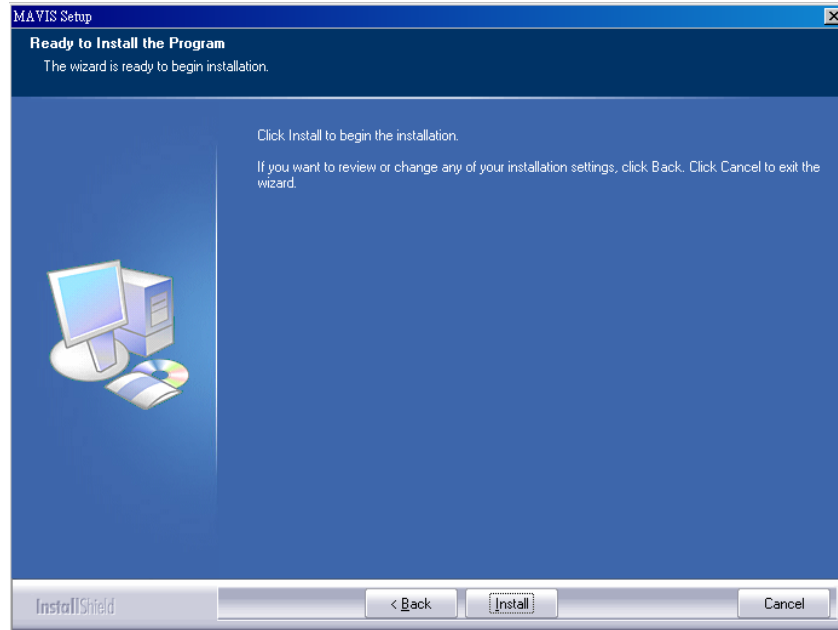 MAVIS Setup
Ready to Install the Program
The wizard is ready to begin installation.
Click Install to begin the installation.
If you want to review or change any of your installation settings, click Back. Click Cancel to exit the
wizard.
InstallShield
< Back
Install
Cancel